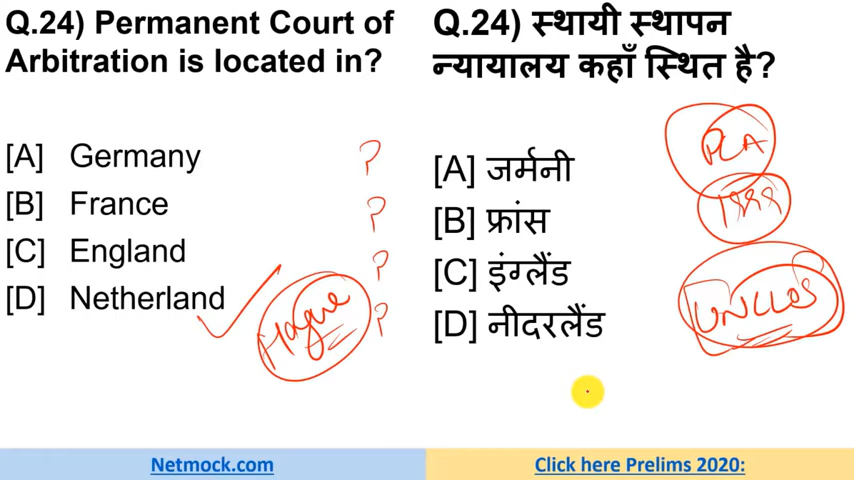 Q.24) Permanent Court of
Arbitration is located in?
[A] Germany
[B] France
[C] England
[D] Netherland
?
?
?
?
Hague
Q.24) स्थायी स्थापन
न्यायालय कहाँ स्थित है?
[A] जर्मनी
[B] फ्रांस
[C] इंग्लैंड
[D] नीदरलैंड
PCA
1899
Netmock.com
Click here Prelims 2020: